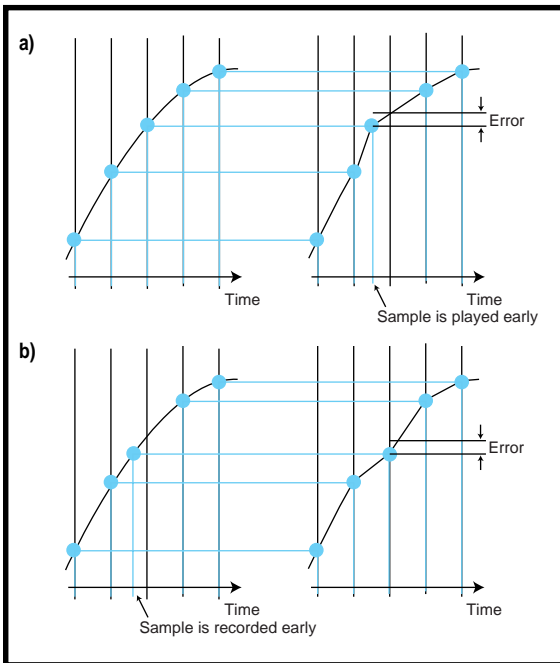 a)
Error
Time
Time
Sample is played early
b)
Error
Time
Time
Sample is recorded early